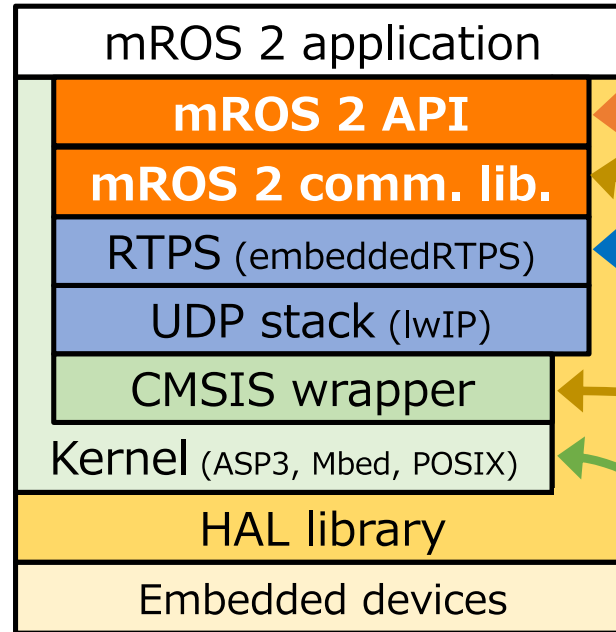 mROS 2 application
mROS 2 API
mROS 2 comm. lib.
RTPS (embeddedRTPS)
UDP stack (lwIP)
CMSIS wrapper
Kernel (ASP3, Mbed, POSIX)
HAL library
Embedded devices